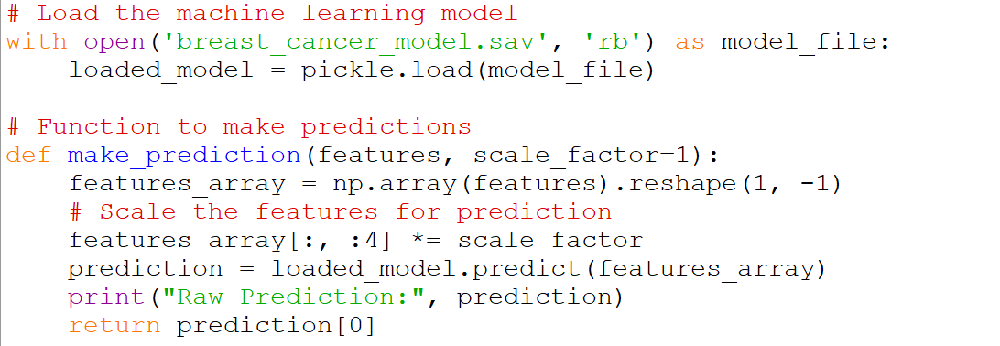 # Load the machine learning model
with open('breast_cancer_model.sav', 'rb') as model_file:
    loaded_model = pickle.load(model_file)

# Function to make predictions
def make_prediction(features, scale_factor=1):
    features_array = np.array(features).reshape(1, -1)
    # Scale the features for prediction
    features_array[:, :4] *= scale_factor
    prediction = loaded_model.predict(features_array)
    print("Raw Prediction:", prediction)
    return prediction[0]